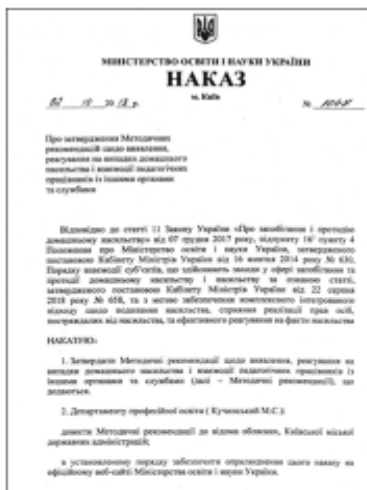 МІНІСТЕРСТВО ОСВІТИ І НАУКИ УКРАЇНИ
НАКАЗ
м. Київ
02 10 2018 р. № 1047
Про затвердження Методичних
рекомендацій щодо виявлення,
реагування на випадки домашнього
насильства і взаємодії педагогічних
працівників із іншими органами
та службами
Відповідно до статті 11 Закону України «Про запобігання і протидію
домашньому насильству» від 07 грудня 2017 року, підпункту 16¹ пункту 4
Положення про Міністерство освіти і науки України, затвердженого
постановою Кабінету Міністрів України від 16 жовтня 2014 року № 630,
Порядку взаємодії суб’єктів, що здійснюють заходи у сфері запобігання та
протидії домашньому насильству і насильству за ознакою статі,
затвердженого постановою Кабінету Міністрів України від 22 серпня
2018 року № 658, та з метою забезпечення комплексного інтегрованого
підходу щодо подолання насильства, сприяння реалізації прав осіб,
постраждалих від насильства, та ефективного реагування на факти насильства
НАКАЗУЮ:
1. Затвердити Методичні рекомендації щодо виявлення, реагування на
випадки домашнього насильства і взаємодії педагогічних працівників із
іншими органами та службами (далі – Методичні рекомендації), що
додаються.
2. Департаменту професійної освіти ( Кучинський М.С.):
довести Методичні рекомендації до відома обласних, Київської міської
державних адміністрацій;
в установленому порядку забезпечити оприлюднення цього наказу на
офіційному веб-сайті Міністерства освіти і науки України.